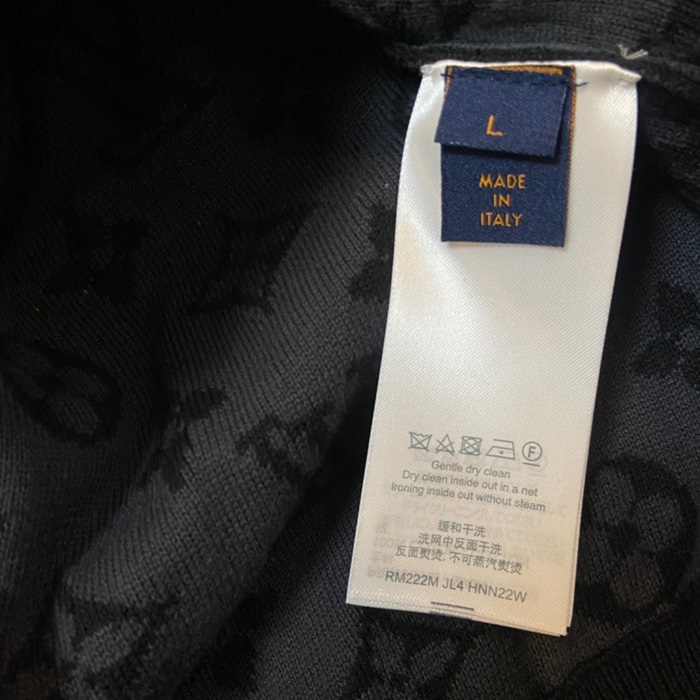 L
MADE
IN
ITALY
F
Gentle dry clean
Dry clean inside out in a net
Ironing inside out without steam
缓和干洗
洗网中反面干洗
反面熨烫, 不可蒸汽熨烫
RM222M JL4 HNN22W